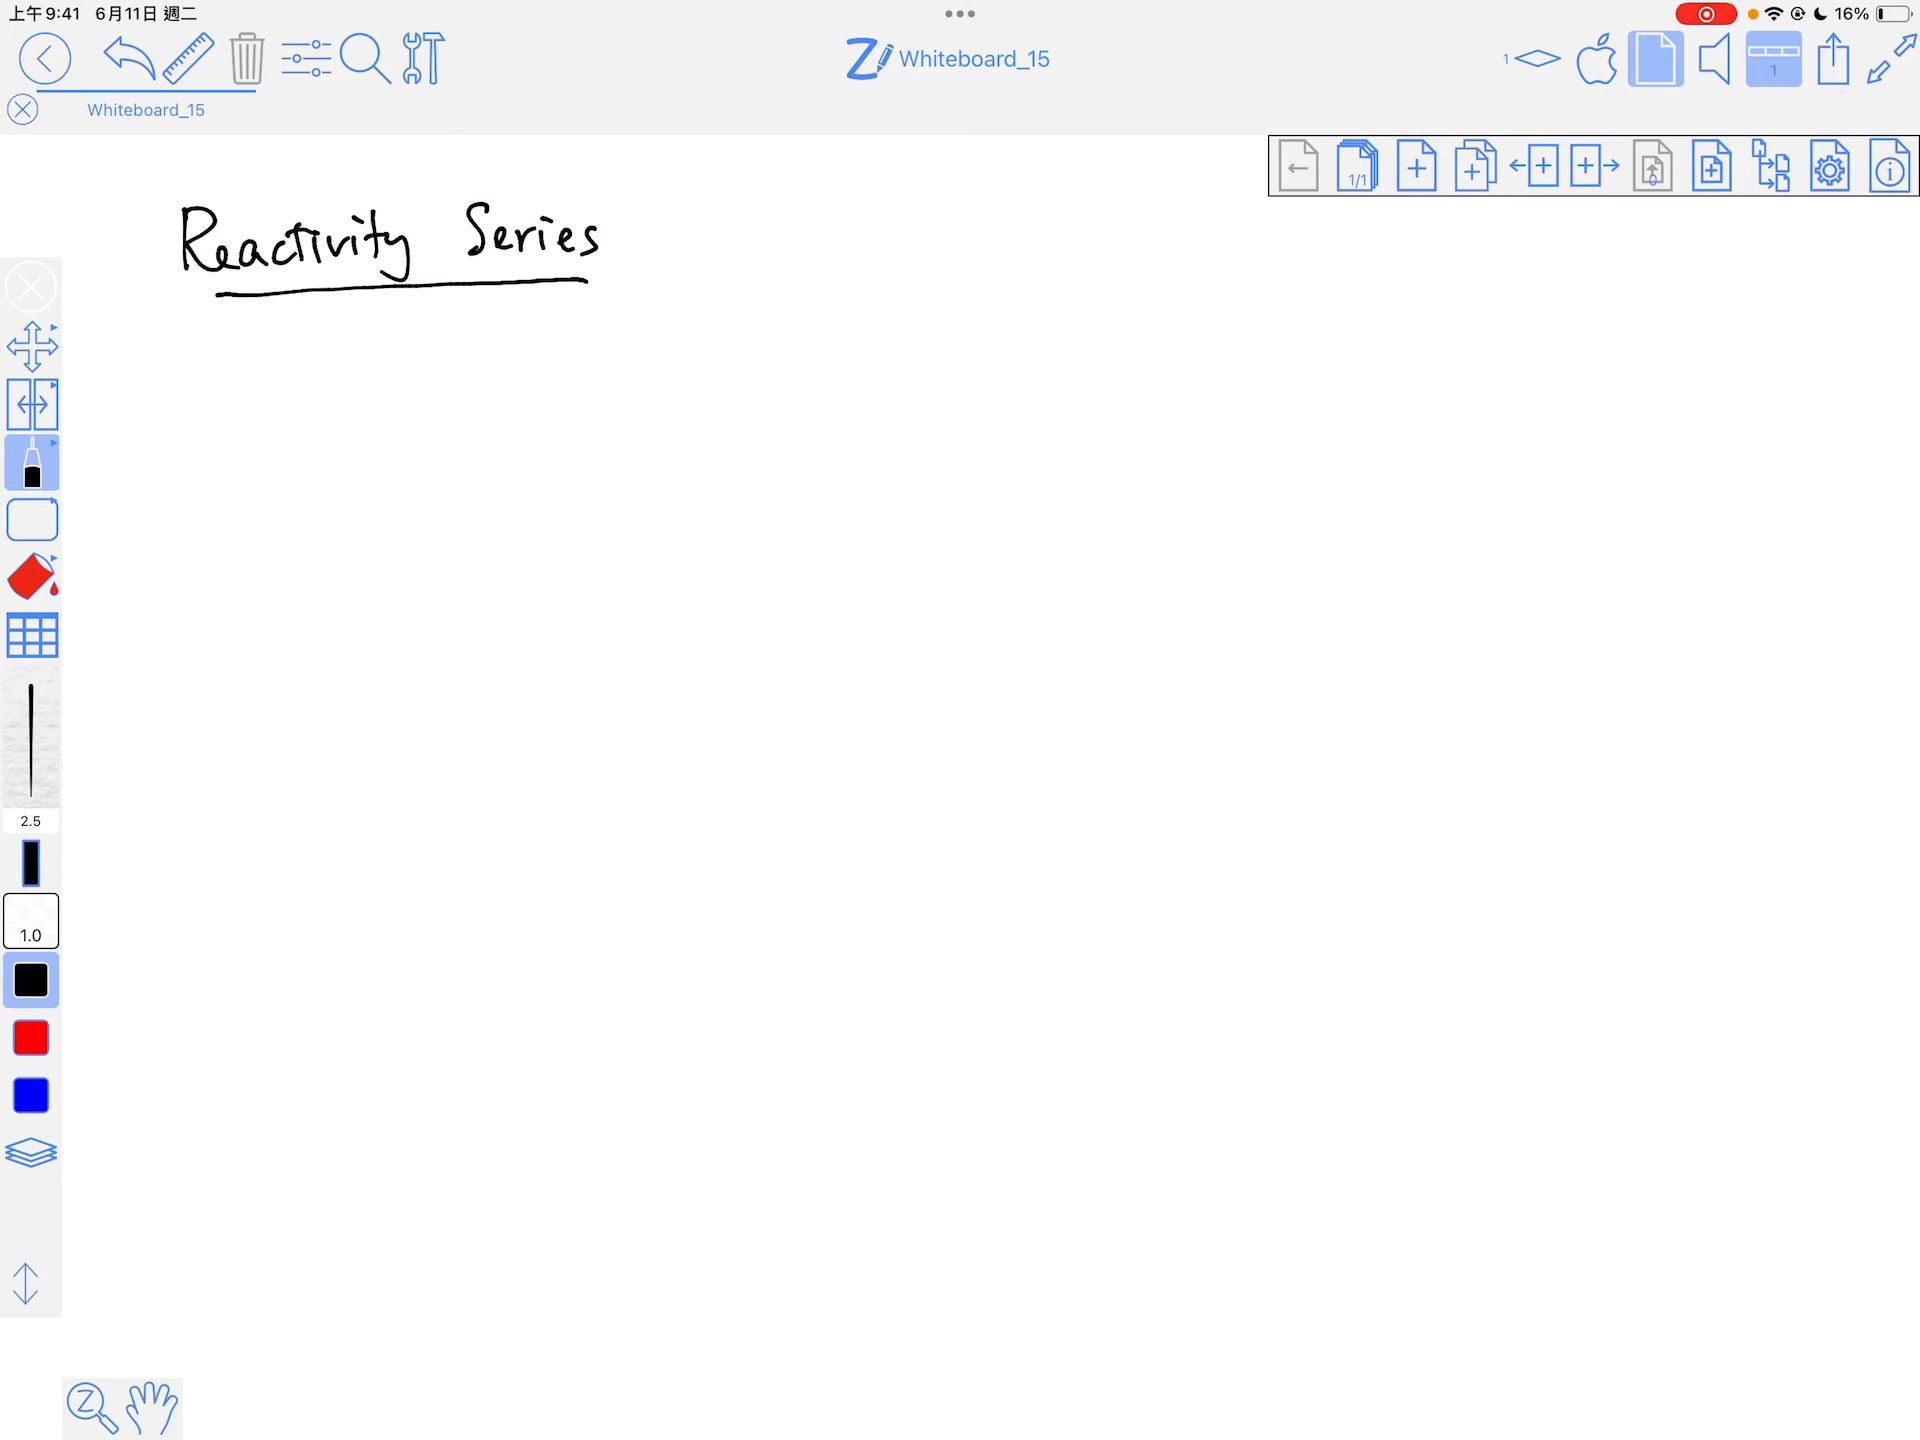 上午9:41 6月11日 週二
16%
Whiteboard_15
1
1
Whiteboard_15
1/1
0
Reactivity Series
2.5
1.0
Z